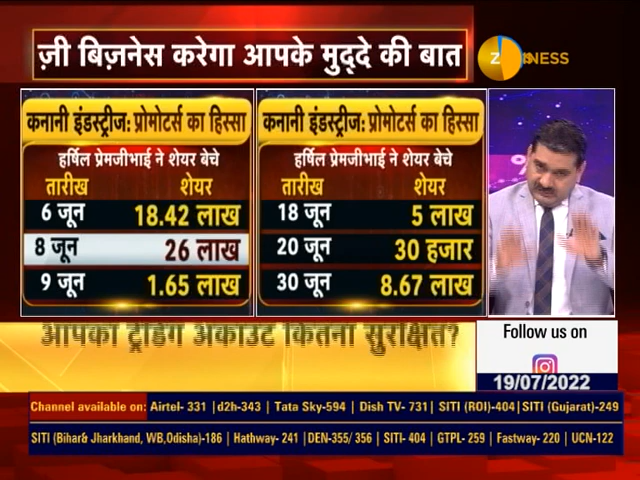 ज़ी बिज़नेस करेगा आपके मुद्दे की बात
कनानी इंडस्ट्रीज: प्रोमोटर्स का हिस्सा
हर्षिल प्रेमजीभाई ने शेयर बेचे
तारीख शेयर
6 जून 18.42 लाख
8 जून 26 लाख
9 जून 1.65 लाख
कनानी इंडस्ट्रीज: प्रोमोटर्स का हिस्सा
हर्षिल प्रेमजीभाई ने शेयर बेचे
तारीख शेयर
18 जून 5 लाख
20 जून 30 हजार
30 जून 8.67 लाख
आपका ट्रेडिंग अकाउंट कितना सुरक्षित?
Follow us on
19/07/2022
Channel available on: Airtel- 331 |d2h-343 | Tata Sky-594 | Dish TV- 731| SITI (ROI)-404|SITI (Gujarat)-249
SITI (Bihar& Jharkhand, WB,Odisha)-186 | Hathway- 241 |DEN-355/ 356 | SITI- 404 | GTPL- 259 | Fastway- 220 | UCN-122